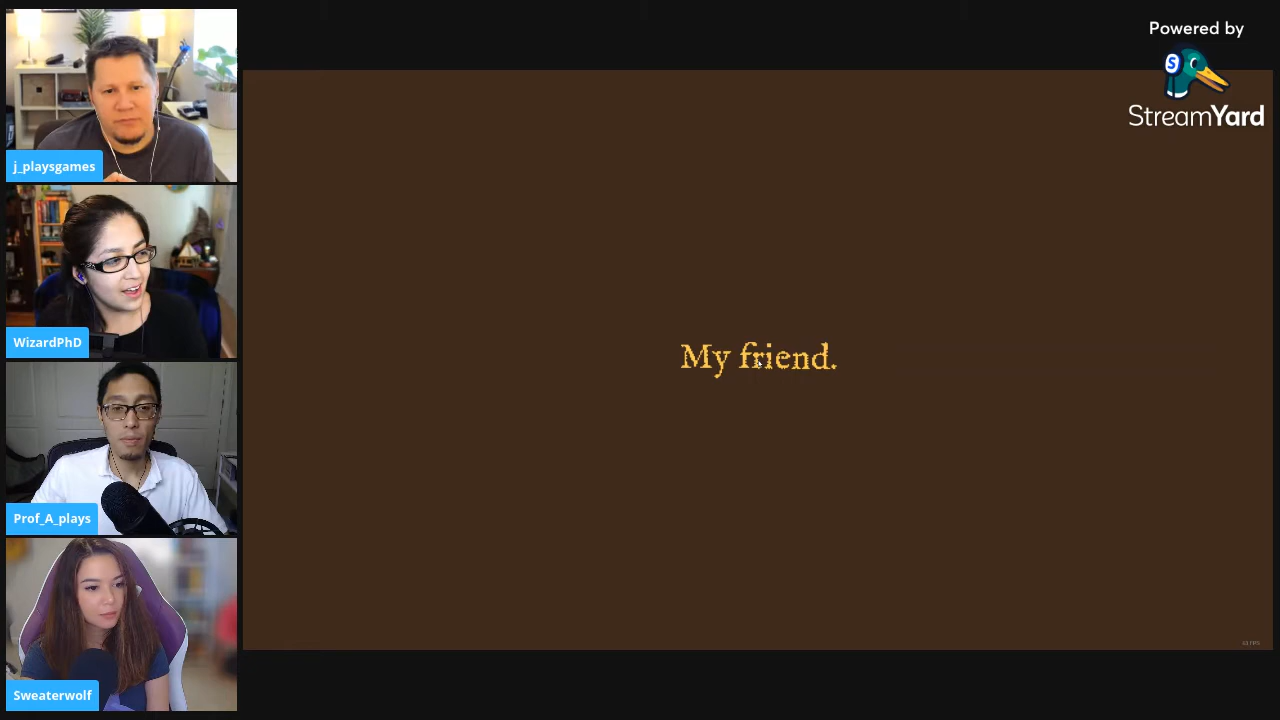 Powered by
StreamYard
j_playsgames
WizardPhD
My friend.
Prof_A_plays
Sweaterwolf